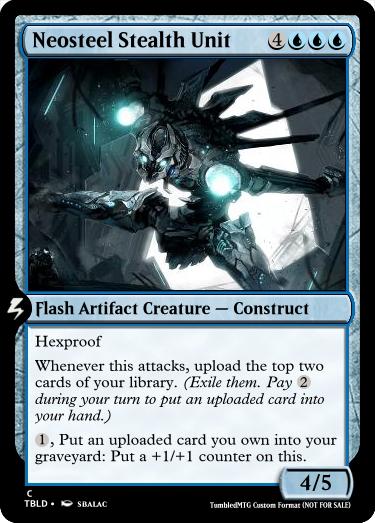 Neosteel Stealth Unit 4
Flash Artifact Creature — Construct
Hexproof
Whenever this attacks, upload the top two
cards of your library. (Exile them. Pay 2
during your turn to put an uploaded card into
your hand.)
1, Put an uploaded card you own into your
graveyard: Put a +1/+1 counter on this.
4/5
C
TBLD • SBALAC
TumbledMTG Custom Format (NOT FOR SALE)